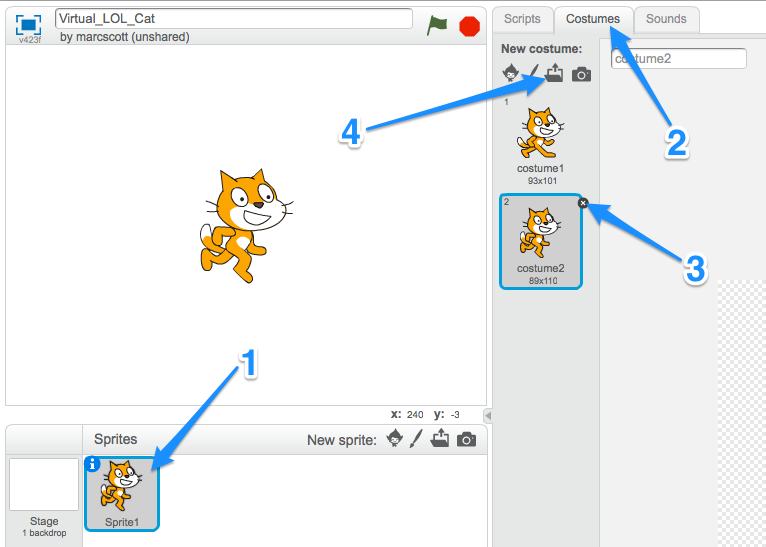 Virtual_LOL_Cat
by marcscott (unshared)
v423f
Scripts
Costumes
Sounds
New costume:
costume2
1
costume1
93x101
2
costume2
89x110
4
2
3
1
x: 240 y: -3
Sprites
New sprite:
Stage
1 backdrop
Sprite1